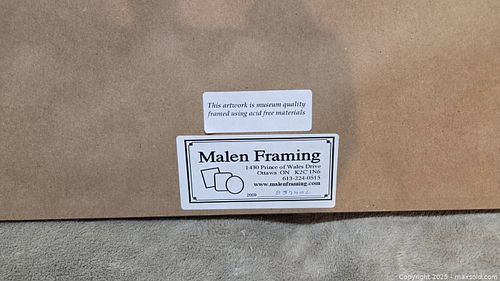 This artwork is museum quality
framed using acid free materials
Malen Framing
1430 Prince of Wales Drive
Ottawa ON K2C 1N6
613-224-0515
www.malenframing.com
2009
Copyright 2025 - maxsold.com